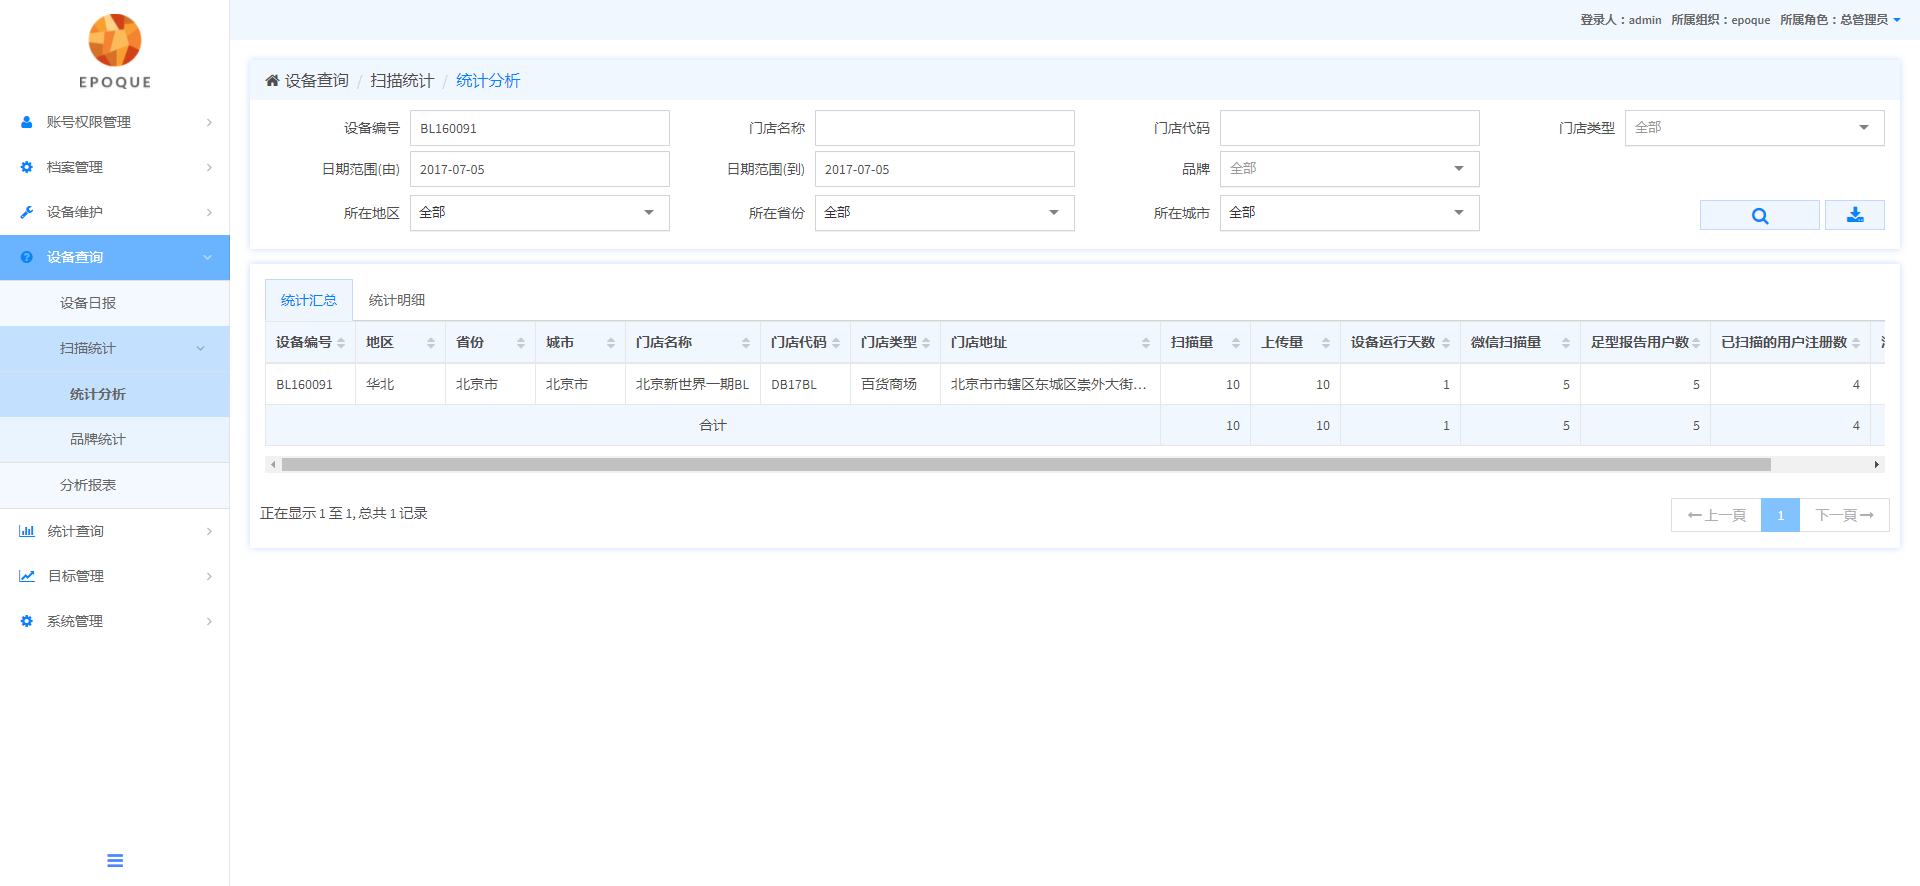 EPOQUE
登录人：admin 所属组织：epoque 所属角色：总管理员
账号权限管理
档案管理
设备维护
设备查询
设备日报
扫描统计
统计分析
品牌统计
分析报表
统计查询
目标管理
系统管理
设备查询 / 扫描统计 / 统计分析
设备编号 BL160091 门店名称 门店代码 门店类型 全部
日期范围(由) 2017-07-05 日期范围(到) 2017-07-05 品牌 全部
所在地区 全部 所在省份 全部 所在城市 全部
统计汇总 统计明细
设备编号 地区 省份 城市 门店名称 门店代码 门店类型 门店地址 扫描量 上传量 设备运行天数 微信扫描量 足型报告用户数 已扫描的用户注册数
BL160091 华北 北京市 北京市 北京新世界一期BL DB17BL 百货商场 北京市市辖区东城区崇外大街... 10 10 1 5 5 4
合计 10 10 1 5 5 4
正在显示 1 至 1, 总共 1 记录
←上一頁 1 下一頁→